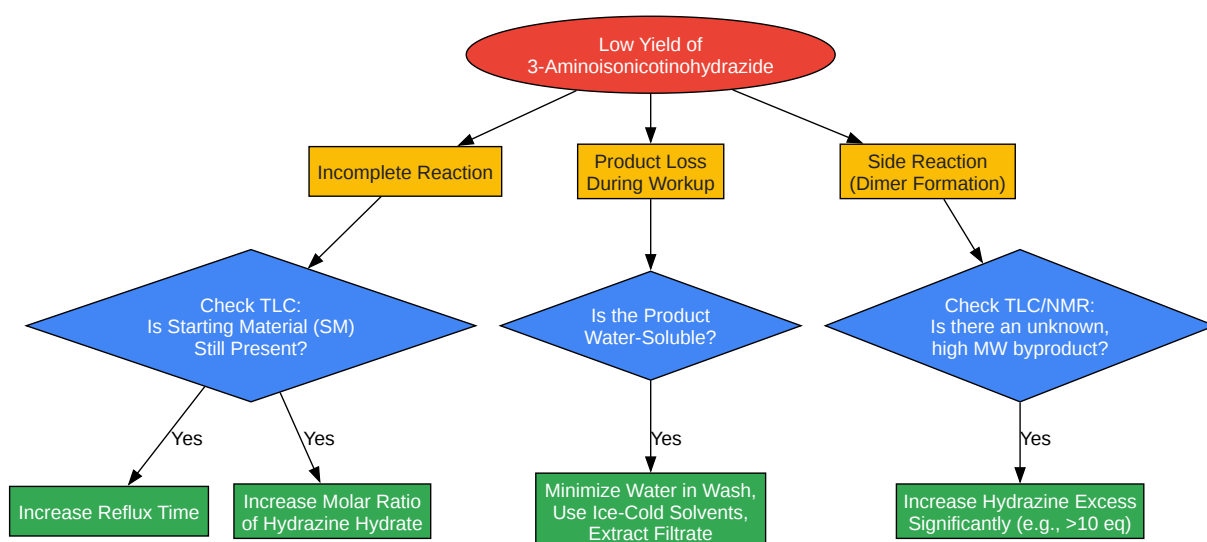 Low Yield of
3-Aminoisonicotinohydrazide
Incomplete Reaction
Product Loss
During Workup
Side Reaction
(Dimer Formation)
Check TLC:
Is Starting Material (SM)
Still Present?
Is the Product
Water-Soluble?
Check TLC/NMR:
Is there an unknown,
high MW byproduct?
Yes
Yes
Yes
Yes
Increase Reflux Time
Increase Molar Ratio
of Hydrazine Hydrate
Minimize Water in Wash,
Use Ice-Cold Solvents,
Extract Filtrate
Increase Hydrazine Excess
Significantly (e.g., >10 eq)